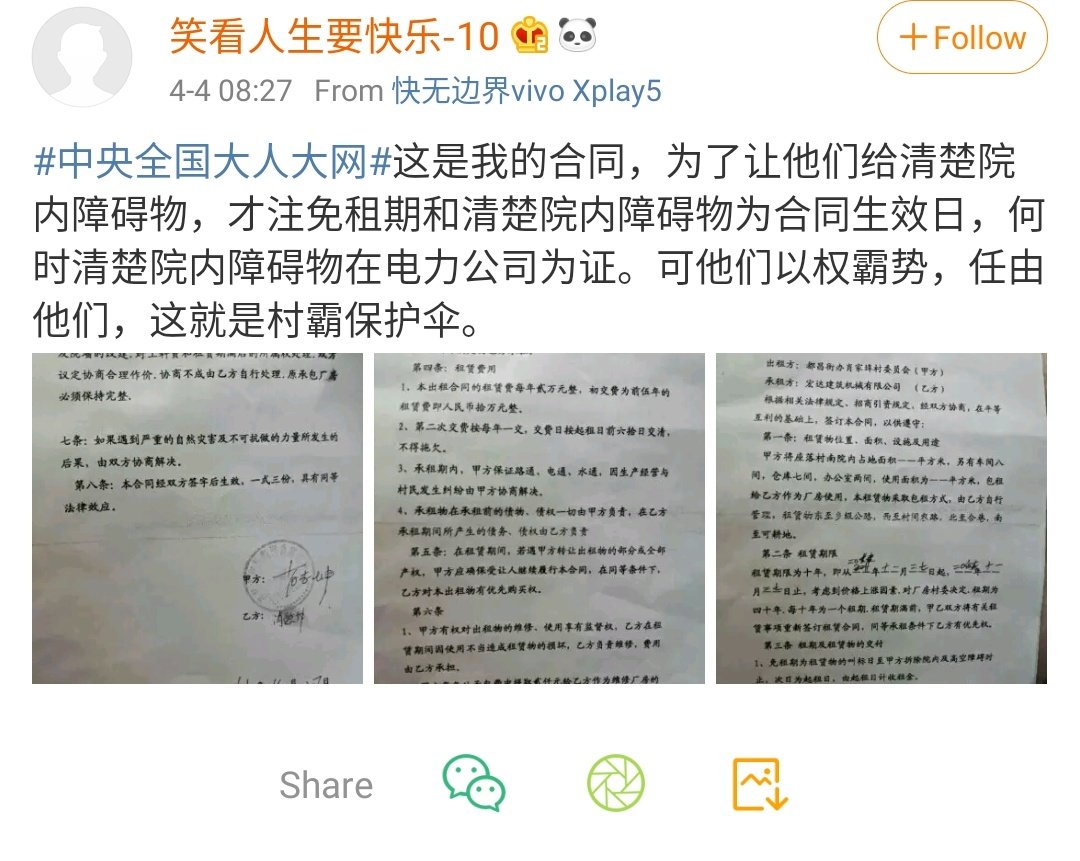 笑看人生要快乐-10
+Follow
4-4 08:27 From 快无边界vivo Xplay5
#中央全国大人大网#这是我的合同，为了让他们给清楚院
内障碍物，才注免租期和清楚院内障碍物为合同生效日，何
时清楚院内障碍物在电力公司为证。可他们以权霸势，任由
他们，这就是村霸保护伞。
议定协商合理作价，协商不成由乙方自行处理，原承包厂房
必须保持完整。
七条：如果遇到严重的自然灾害及不可抗做的力量所发生的
后果，由双方协商解决。
第八条：本合同经双方签字后生效，一式三份，具有同等
法律效应。
甲方：
乙方：
第四条：租赁费用
1、本出租合同的租赁费每年贰万元整，初交费为前伍年的
租赁费即人民币拾万元整。
2、第二次交费按每年一交，交费日按起租日前六拾日交清，
不得拖欠。
3、承租期内，甲方保证路通、电通、水通，因生产经营与
村民发生纠纷由甲方协商解决。
4、承租物在承租前的债物、债权一切由甲方负责，在乙方
承租期间所产生的债务、债权由乙方负责
第五条：在租赁期间，若遇甲方转让出租物的部分或全部
产权，甲方应确保受让人继续履行本合同，在同等条件下，
乙方对本出租物有优先购买权。
第六条
1、甲方有权对出租物的维修、使用享有监督权，乙方在租
赁期间因使用不当造成租赁物的损坏，乙方负责维修，费用
由乙方承担。
出租方：都昌街办肖家埠村委员会（甲方）
承租方：宏达建筑机械有限公司（乙方）
根据相关法律规定，招商引资规定，经双方协商，在平等
互利的基础上，签订本合同，以供遵守：
第一条：租赁物位置、面积、设施及用途
甲方将座落村南院内占地面积一一平方米，另有车间八
间，仓库七间，办公室两间，使用面积为一一平方米，包租
给乙方作为厂房使用，本租赁物采取包租方式，由乙方自行
管理，租赁物东至乡级公路，西至村间农路，北至合巷，南
至可耕地。
第二条 租赁期限
租赁期限为十年，即从 年十一月三十日起，
月三十日止，考虑到价格上涨因素，对厂房村委决定，租期为
四十年，每十年为一个租期，租赁期满前，甲乙双方将有关租
赁事项重新签订租赁合同，同等承租条件下乙方有优先权。
第三条 租期及租赁物的交付
1、免租期为租赁物的叫标日至甲方拆除院内及高空障碍对
止，次日为起租日，由起租日计收租金。
Share